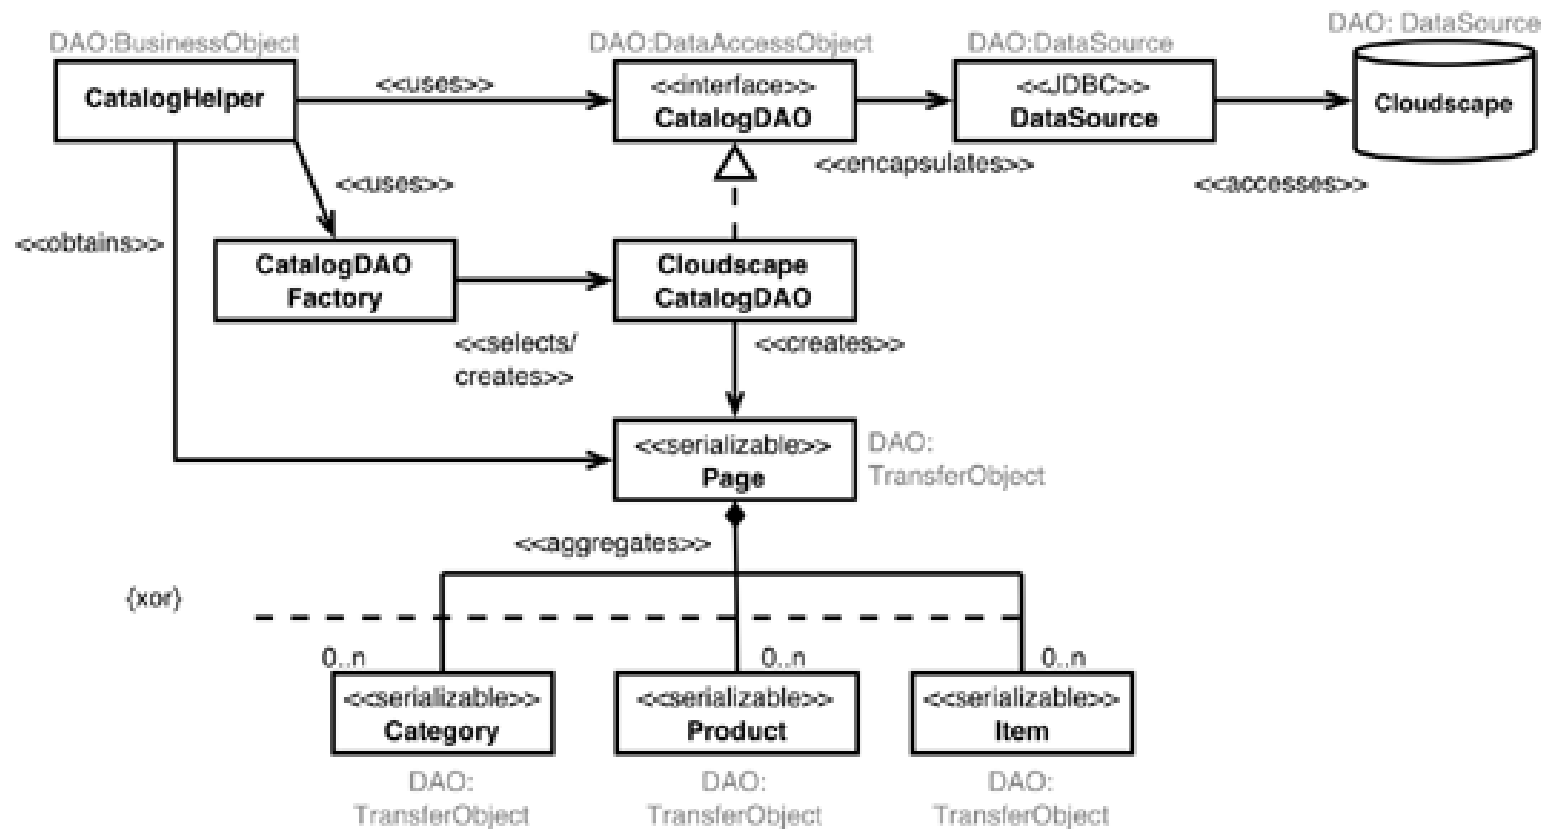 DAO:BusinessObject
DAO:DataAccessObject
DAO:DataSource
DAO: DataSource
CatalogHelper
<<uses>>
<<interface>>
CatalogDAO
<<JDBC>>
DataSource
Cloudscape
<<encapsulates>>
<<accesses>>
<<uses>>
<<obtains>>
CatalogDAO
Factory
Cloudscape
CatalogDAO
<<selects/
creates>>
<<creates>>
<<serializable>>
Page
DAO:
TransferObject
<<aggregates>>
{xor}
0..n
0..n
0..n
<<serializable>>
Category
<<serializable>>
Product
<<serializable>>
Item
DAO:
TransferObject
DAO:
TransferObject
DAO:
TransferObject